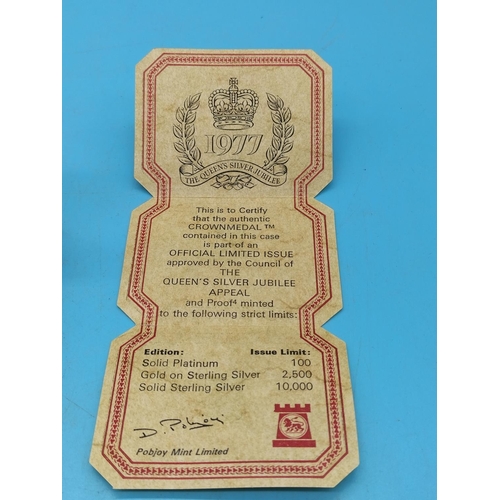 1977
THE QUEEN'S SILVER JUBILEE
This is to Certify
that the authentic
CROWNMEDAL™
contained in this case
is part of an
OFFICIAL LIMITED ISSUE
approved by the Council of
THE
QUEEN'S SILVER JUBILEE
APPEAL
and Proof⁴ minted
to the following strict limits:
Edition: Issue Limit:
Solid Platinum 100
Gold on Sterling Silver 2,500
Solid Sterling Silver 10,000
D. Pobjoy
Pobjoy Mint Limited